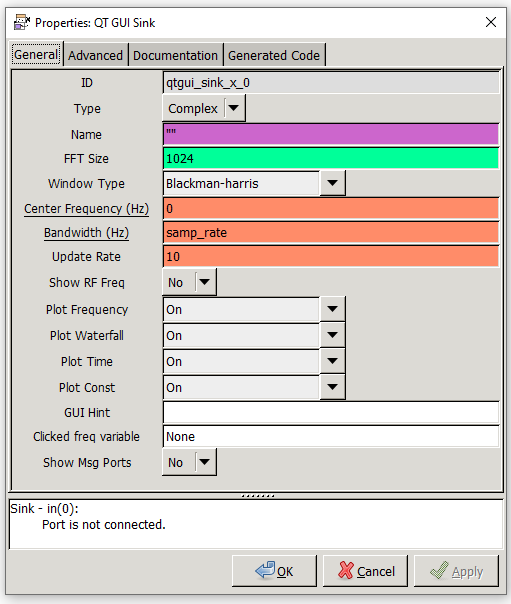 Properties: QT GUI Sink
General Advanced Documentation Generated Code
ID qtgui_sink_x_0
Type Complex
Name ""
FFT Size 1024
Window Type Blackman-harris
Center Frequency (Hz) 0
Bandwidth (Hz) samp_rate
Update Rate 10
Show RF Freq No
Plot Frequency On
Plot Waterfall On
Plot Time On
Plot Const On
GUI Hint
Clicked freq variable None
Show Msg Ports No
Sink - in(0):
Port is not connected.
OK Cancel Apply